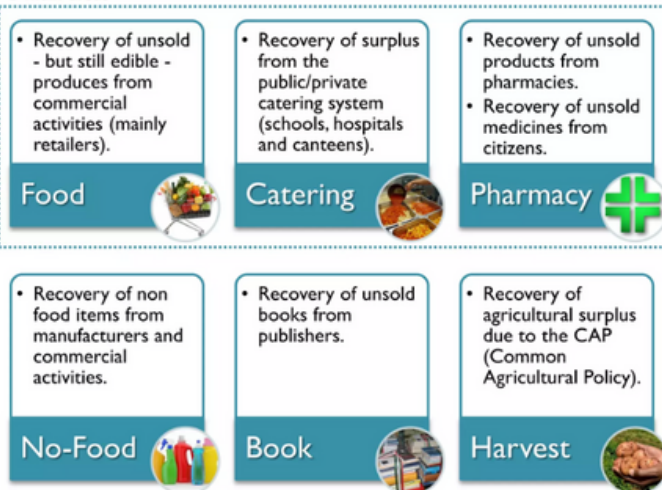 • Recovery of unsold
- but still edible -
produces from
commercial
activities (mainly
retailers).
Food
• Recovery of surplus
from the
public/private
catering system
(schools, hospitals
and canteens).
Catering
• Recovery of unsold
products from
pharmacies.
• Recovery of unsold
medicines from
citizens.
Pharmacy
• Recovery of non
food items from
manufacturers and
commercial
activities.
No-Food
• Recovery of unsold
books from
publishers.
Book
• Recovery of
agricultural surplus
due to the CAP
(Common
Agricultural Policy).
Harvest